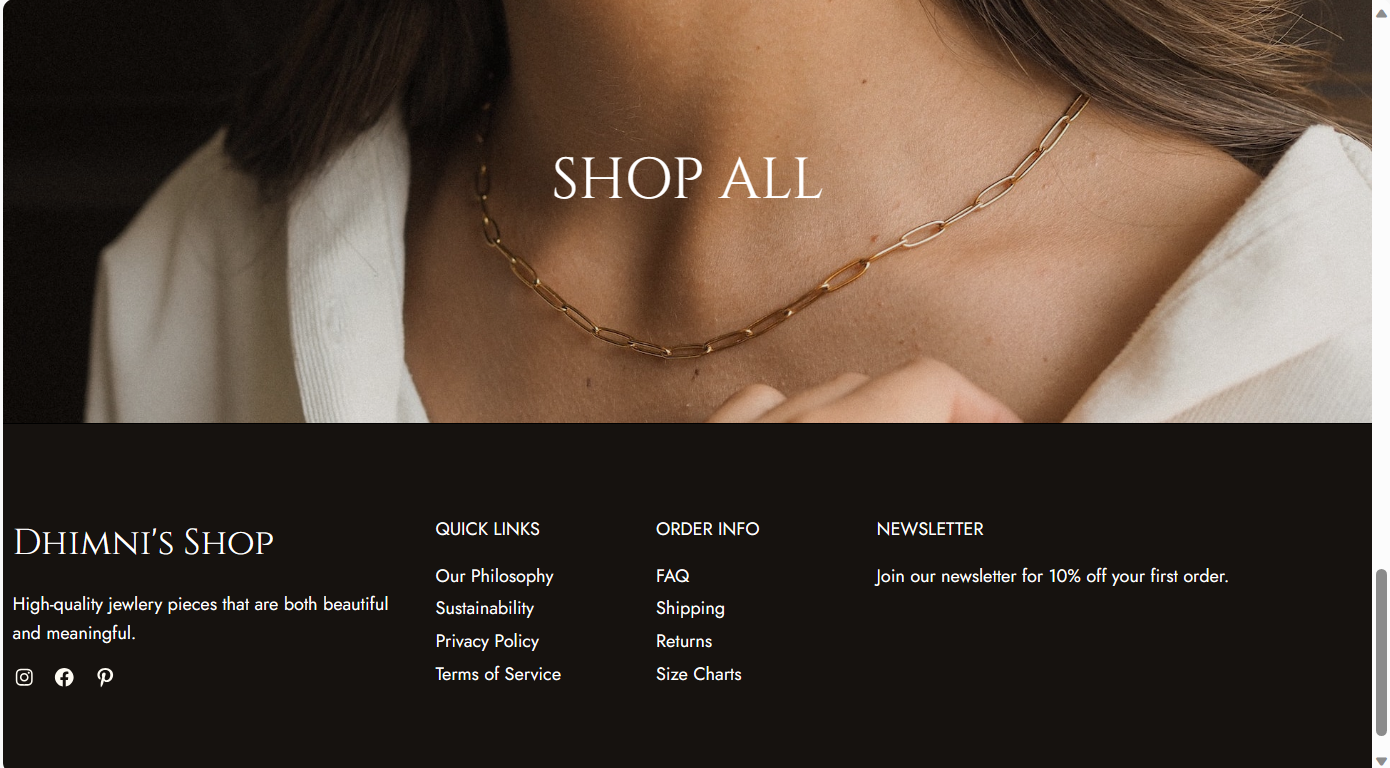 SHOP ALL
Dhimni's Shop
High-quality jewlery pieces that are both beautiful
and meaningful.
QUICK LINKS
Our Philosophy
Sustainability
Privacy Policy
Terms of Service
ORDER INFO
FAQ
Shipping
Returns
Size Charts
NEWSLETTER
Join our newsletter for 10% off your first order.